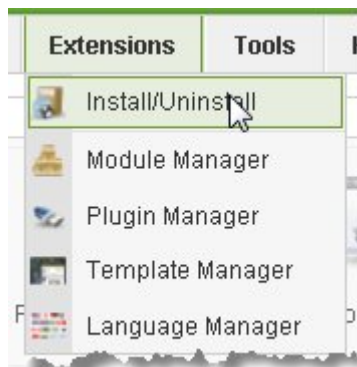 Extensions Tools
Install/Uninstall
Module Manager
Plugin Manager
Template Manager
Language Manager